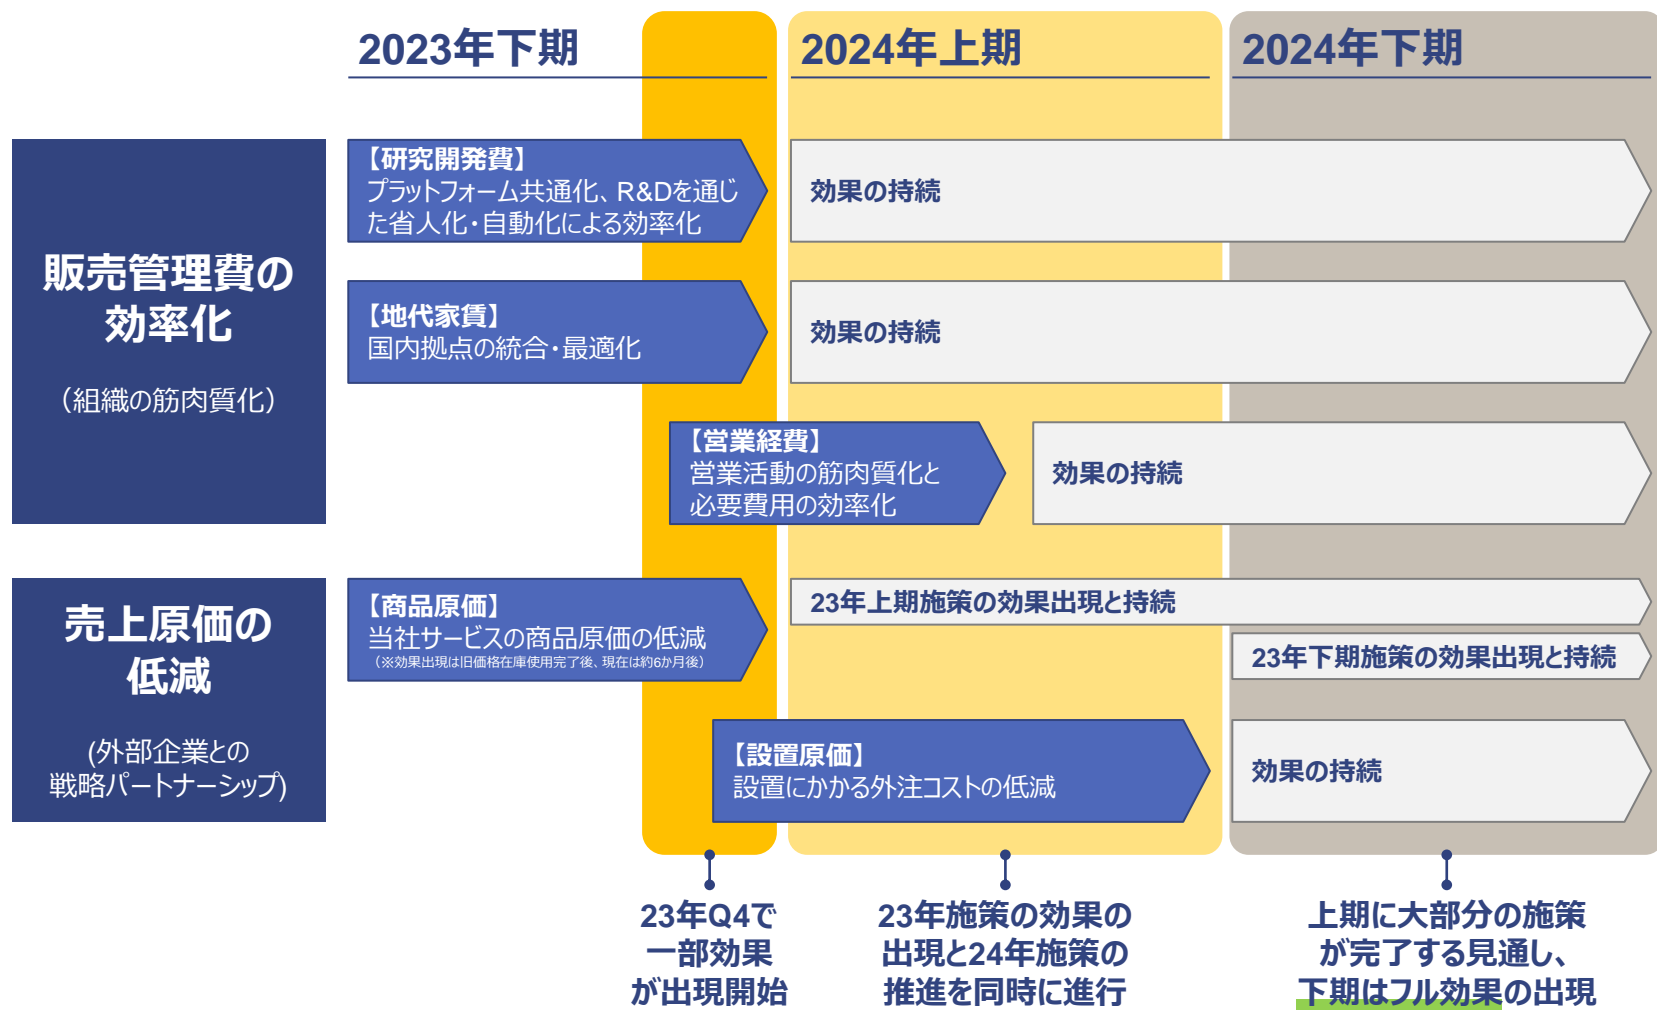 2023年下期
2024年上期
2024年下期
販売管理費の
効率化
（組織の筋肉質化）
【研究開発費】
プラットフォーム共通化、R&Dを通じ
た省人化・自動化による効率化
効果の持続
【地代家賃】
国内拠点の統合・最適化
効果の持続
【営業経費】
営業活動の筋肉質化と
必要費用の効率化
効果の持続
売上原価の
低減
(外部企業との
戦略パートナーシップ)
【商品原価】
当社サービスの商品原価の低減
（※効果出現は旧価格在庫使用完了後、現在は約6か月後）
23年上期施策の効果出現と持続
23年下期施策の効果出現と持続
【設置原価】
設置にかかる外注コストの低減
効果の持続
23年Q4で
一部効果
が出現開始
23年施策の効果の
出現と24年施策の
推進を同時に進行
上期に大部分の施策
が完了する見通し、
下期はフル効果の出現